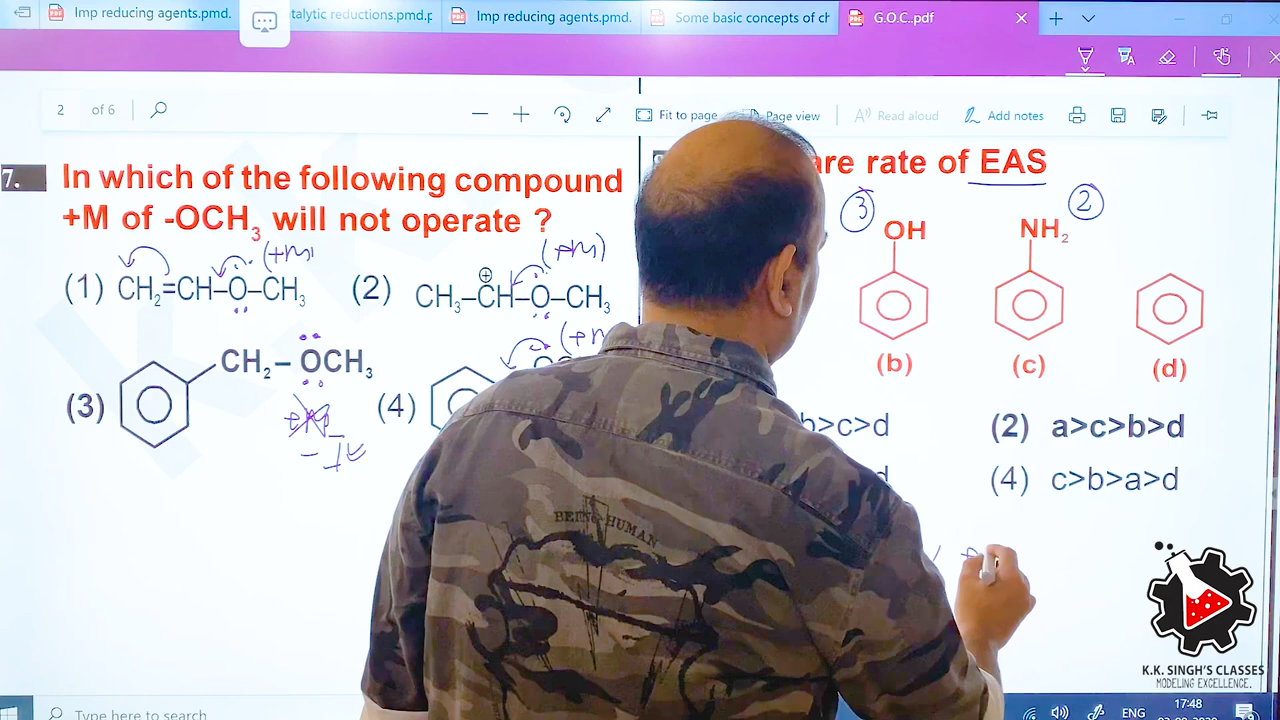 Imp reducing agents.pmd.
talytic reductions.pmd.p
Imp reducing agents.pmd.
Some basic concepts of ch
G.O.C..pdf
2 of 6
Fit to page
Page view
Read aloud
Add notes
7. In which of the following compound
+M of -OCH₃ will not operate ?
(1) CH₂=CH–O–CH₃ (+M)
(2) CH₃–CH–O–CH₃ (+M)
⊕
(3) CH₂–OCH₃
(4)
are rate of EAS
3
OH
(b)
2
NH₂
(c)
(d)
b>c>d
(2) a>c>b>d
(4) c>b>a>d
BEING HUMAN
K.K. SINGH'S CLASSES
MODELING EXCELLENCE.
Type here to search
ENG
17:48